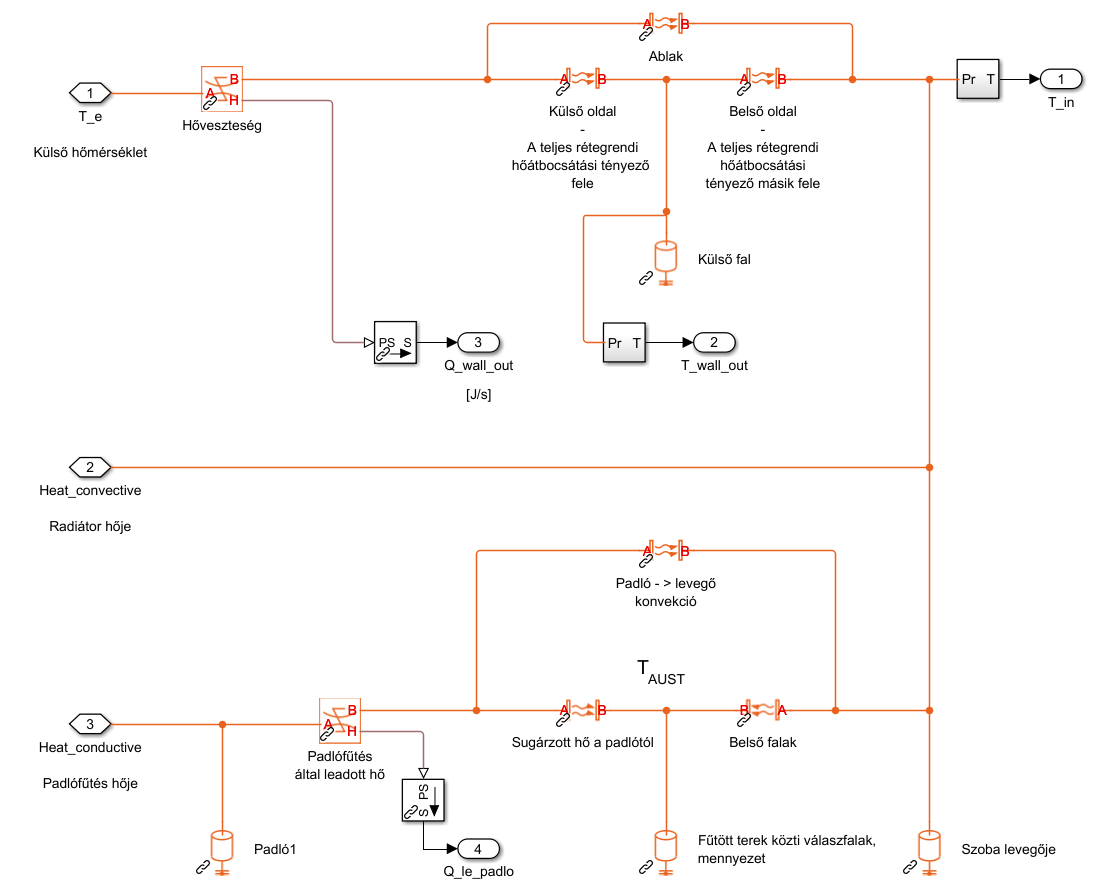 A B
Ablak
1
T_e
Külső hőmérséklet
A B H
Hőveszteség
A B
Külső oldal
-
A teljes rétegrendi
hőátbocsátási tényező
fele
A B
Belső oldal
-
A teljes rétegrendi
hőátbocsátási
tényező másik fele
Pr T
1
T_in
Külső fal
PS S
3
Q_wall_out
[J/s]
Pr T
2
T_wall_out
2
Heat_convective
Radiátor hője
A B
Padló - > levegő
konvekció
T
AUST
3
Heat_conductive
Padlófűtés hője
A B H
Padlófűtés
által leadott hő
A B
Sugárzott hő a padlótól
B A
Belső falak
PS S
4
Q_le_padlo
Padló1
Fűtött terek közti válaszfalak,
mennyezet
Szoba levegője